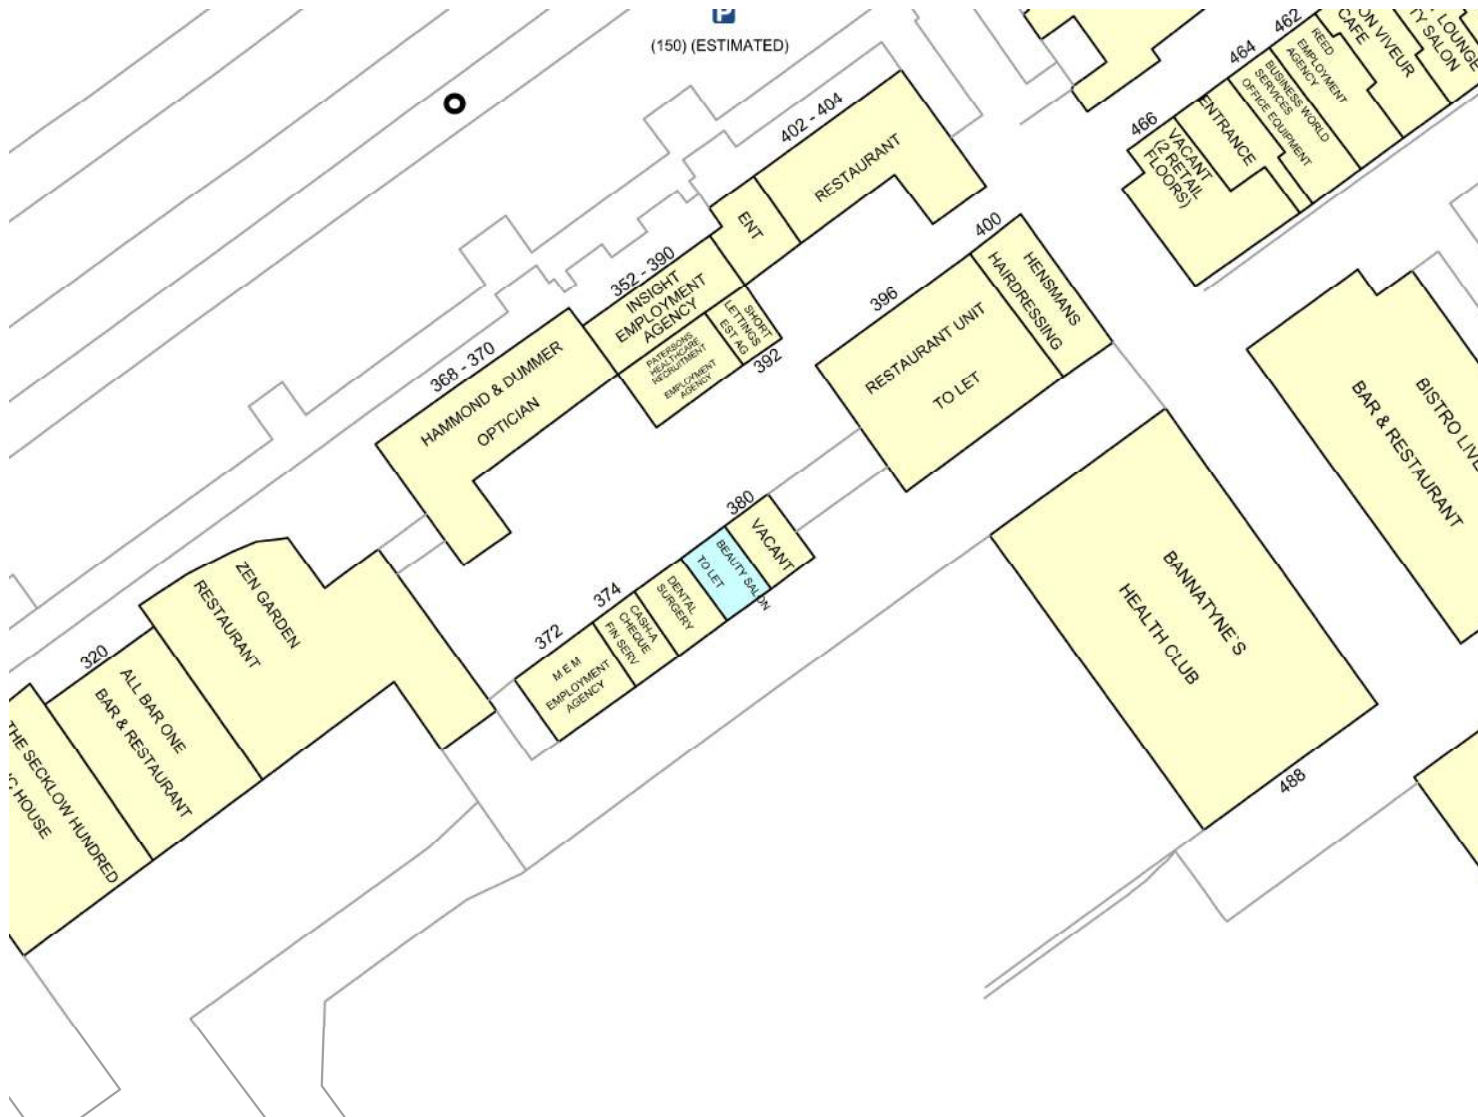 P
(150) (ESTIMATED)
462
LOUNGE
SALON
VIVEUR
CAFE
REED
EMPLOYMENT
AGENCY
464
BUSINESS WORLD
SERVICES
OFFICE EQUIPMENT
ENTRANCE
466
VACANT
(2 RETAIL
FLOORS)
402 - 404
RESTAURANT
ENT
352 - 390
INSIGHT
EMPLOYMENT
AGENCY
SHORT
LETTINGS
EST AG
392
PATERSONS
HEALTHCARE
RECRUITMENT
EMPLOYMENT
AGENCY
400
HENSMANS
HAIRDRESSING
396
RESTAURANT UNIT
TO LET
368 - 370
HAMMOND & DUMMER
OPTICIAN
BISTRO LIVE
BAR & RESTAURANT
380
VACANT
BEAUTY SALON
TO LET
DENTAL
SURGERY
374
CASH-A
CHEQUE
FIN SERV
372
M E M
EMPLOYMENT
AGENCY
BANNATYNE'S
HEALTH CLUB
488
ZEN GARDEN
RESTAURANT
320
ALL BAR ONE
BAR & RESTAURANT
THE SECKLOW HUNDRED
HOUSE